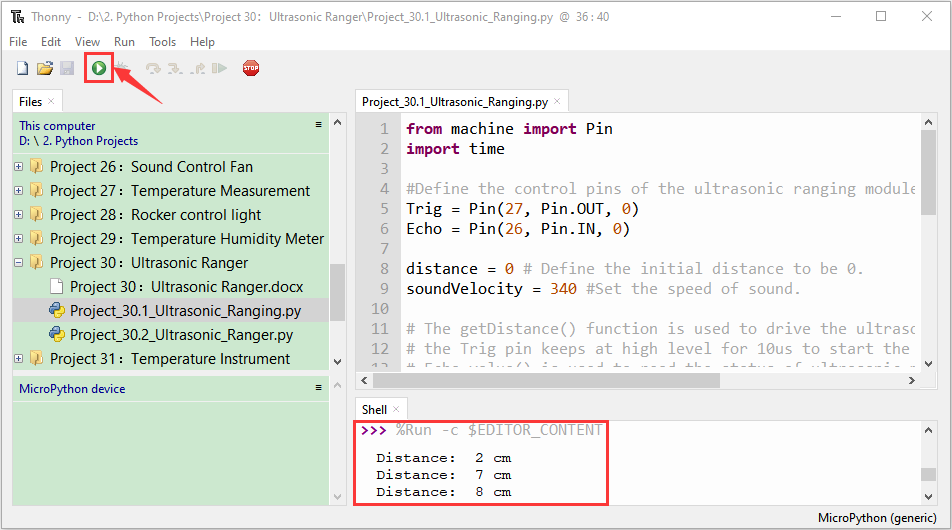 Thonny - D:\2. Python Projects\Project 30：Ultrasonic Ranger\Project_30.1_Ultrasonic_Ranging.py @ 36:40
File Edit View Run Tools Help
STOP
Files ×
This computer
D: \ 2. Python Projects
Project 26：Sound Control Fan
Project 27：Temperature Measurement
Project 28：Rocker control light
Project 29：Temperature Humidity Meter
Project 30：Ultrasonic Ranger
Project 30：Ultrasonic Ranger.docx
Project_30.1_Ultrasonic_Ranging.py
Project_30.2_Ultrasonic_Ranger.py
Project 31：Temperature Instrument
MicroPython device
Project_30.1_Ultrasonic_Ranging.py ×
1 from machine import Pin
2 import time
3
4 #Define the control pins of the ultrasonic ranging module
5 Trig = Pin(27, Pin.OUT, 0)
6 Echo = Pin(26, Pin.IN, 0)
7
8 distance = 0 # Define the initial distance to be 0.
9 soundVelocity = 340 #Set the speed of sound.
10
11 # The getDistance() function is used to drive the ultraso
12 # the Trig pin keeps at high level for 10us to start the
Shell ×
>>> %Run -c $EDITOR_CONTENT
Distance: 2 cm
Distance: 7 cm
Distance: 8 cm
MicroPython (generic)